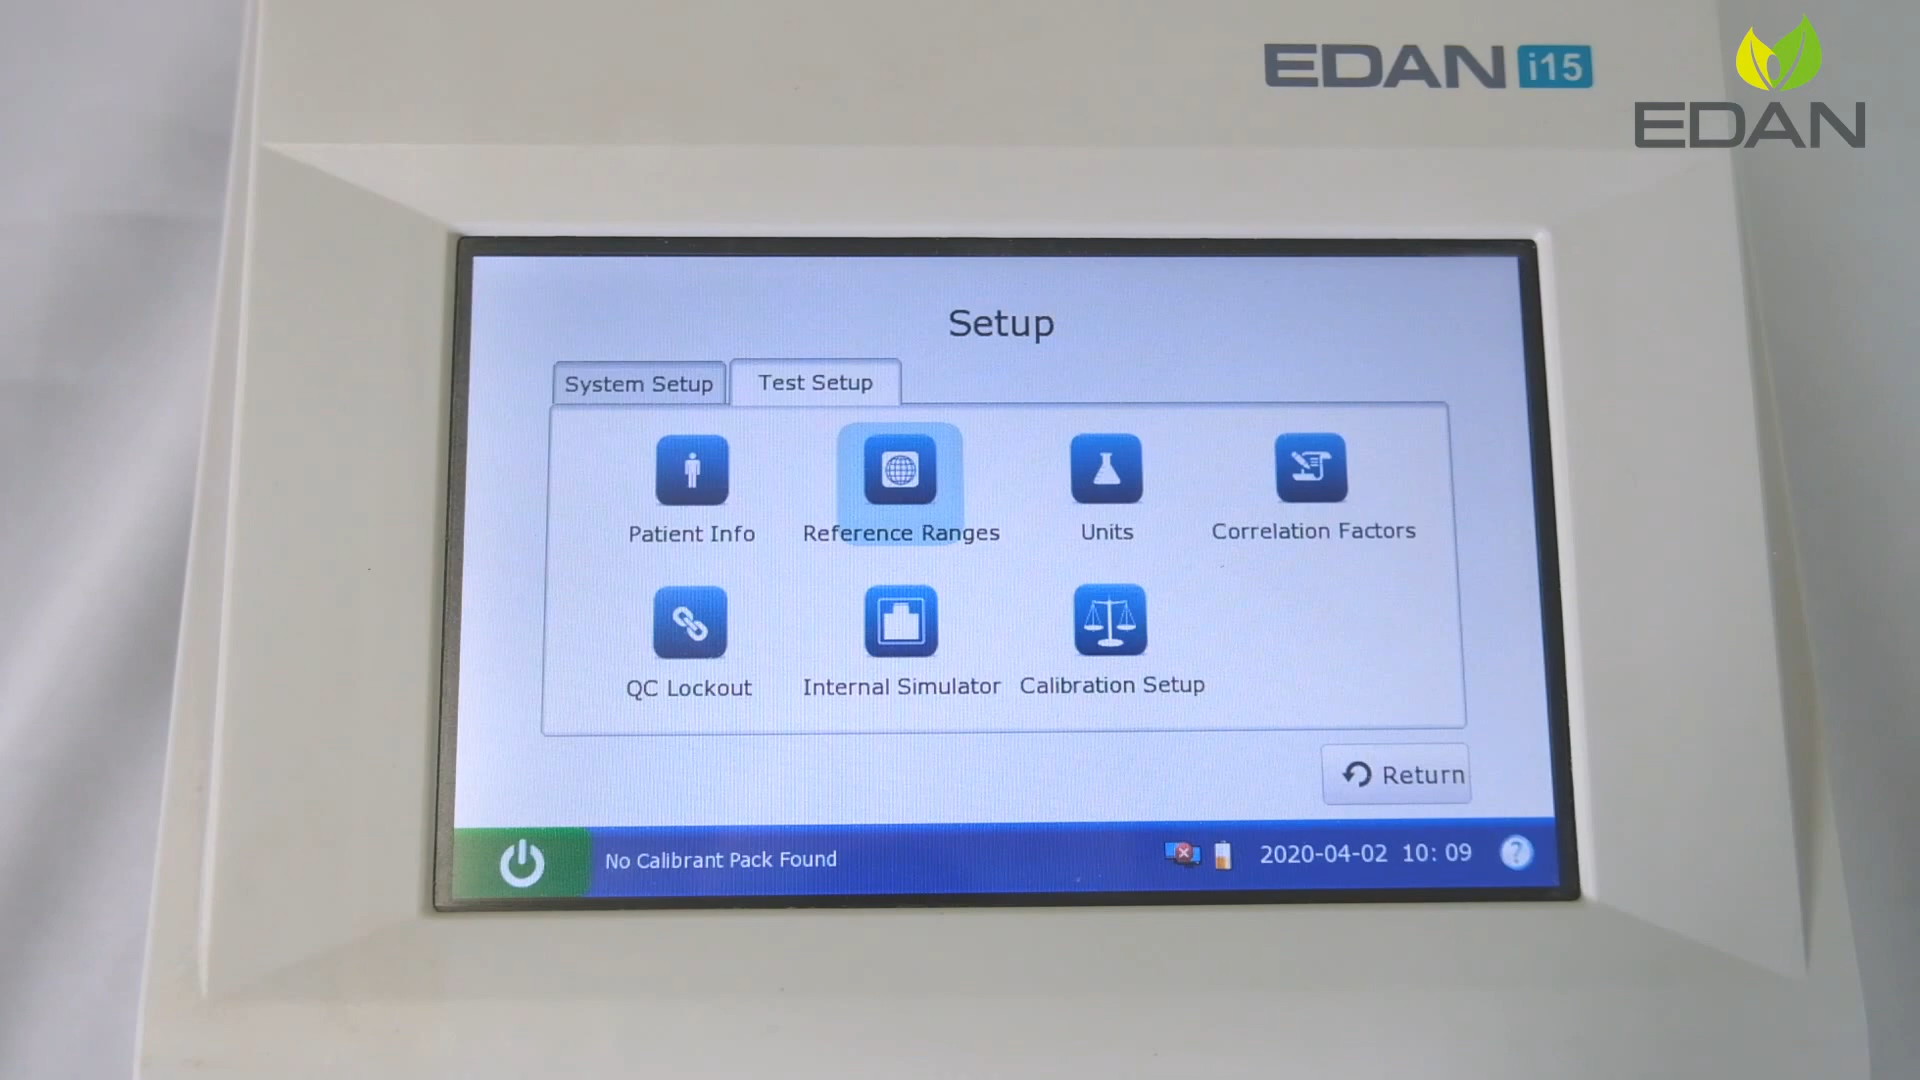 EDAN i15
EDAN
Setup
System Setup
Test Setup
Patient Info
Reference Ranges
Units
Correlation Factors
QC Lockout
Internal Simulator
Calibration Setup
Return
No Calibrant Pack Found
2020-04-02 10:09
?